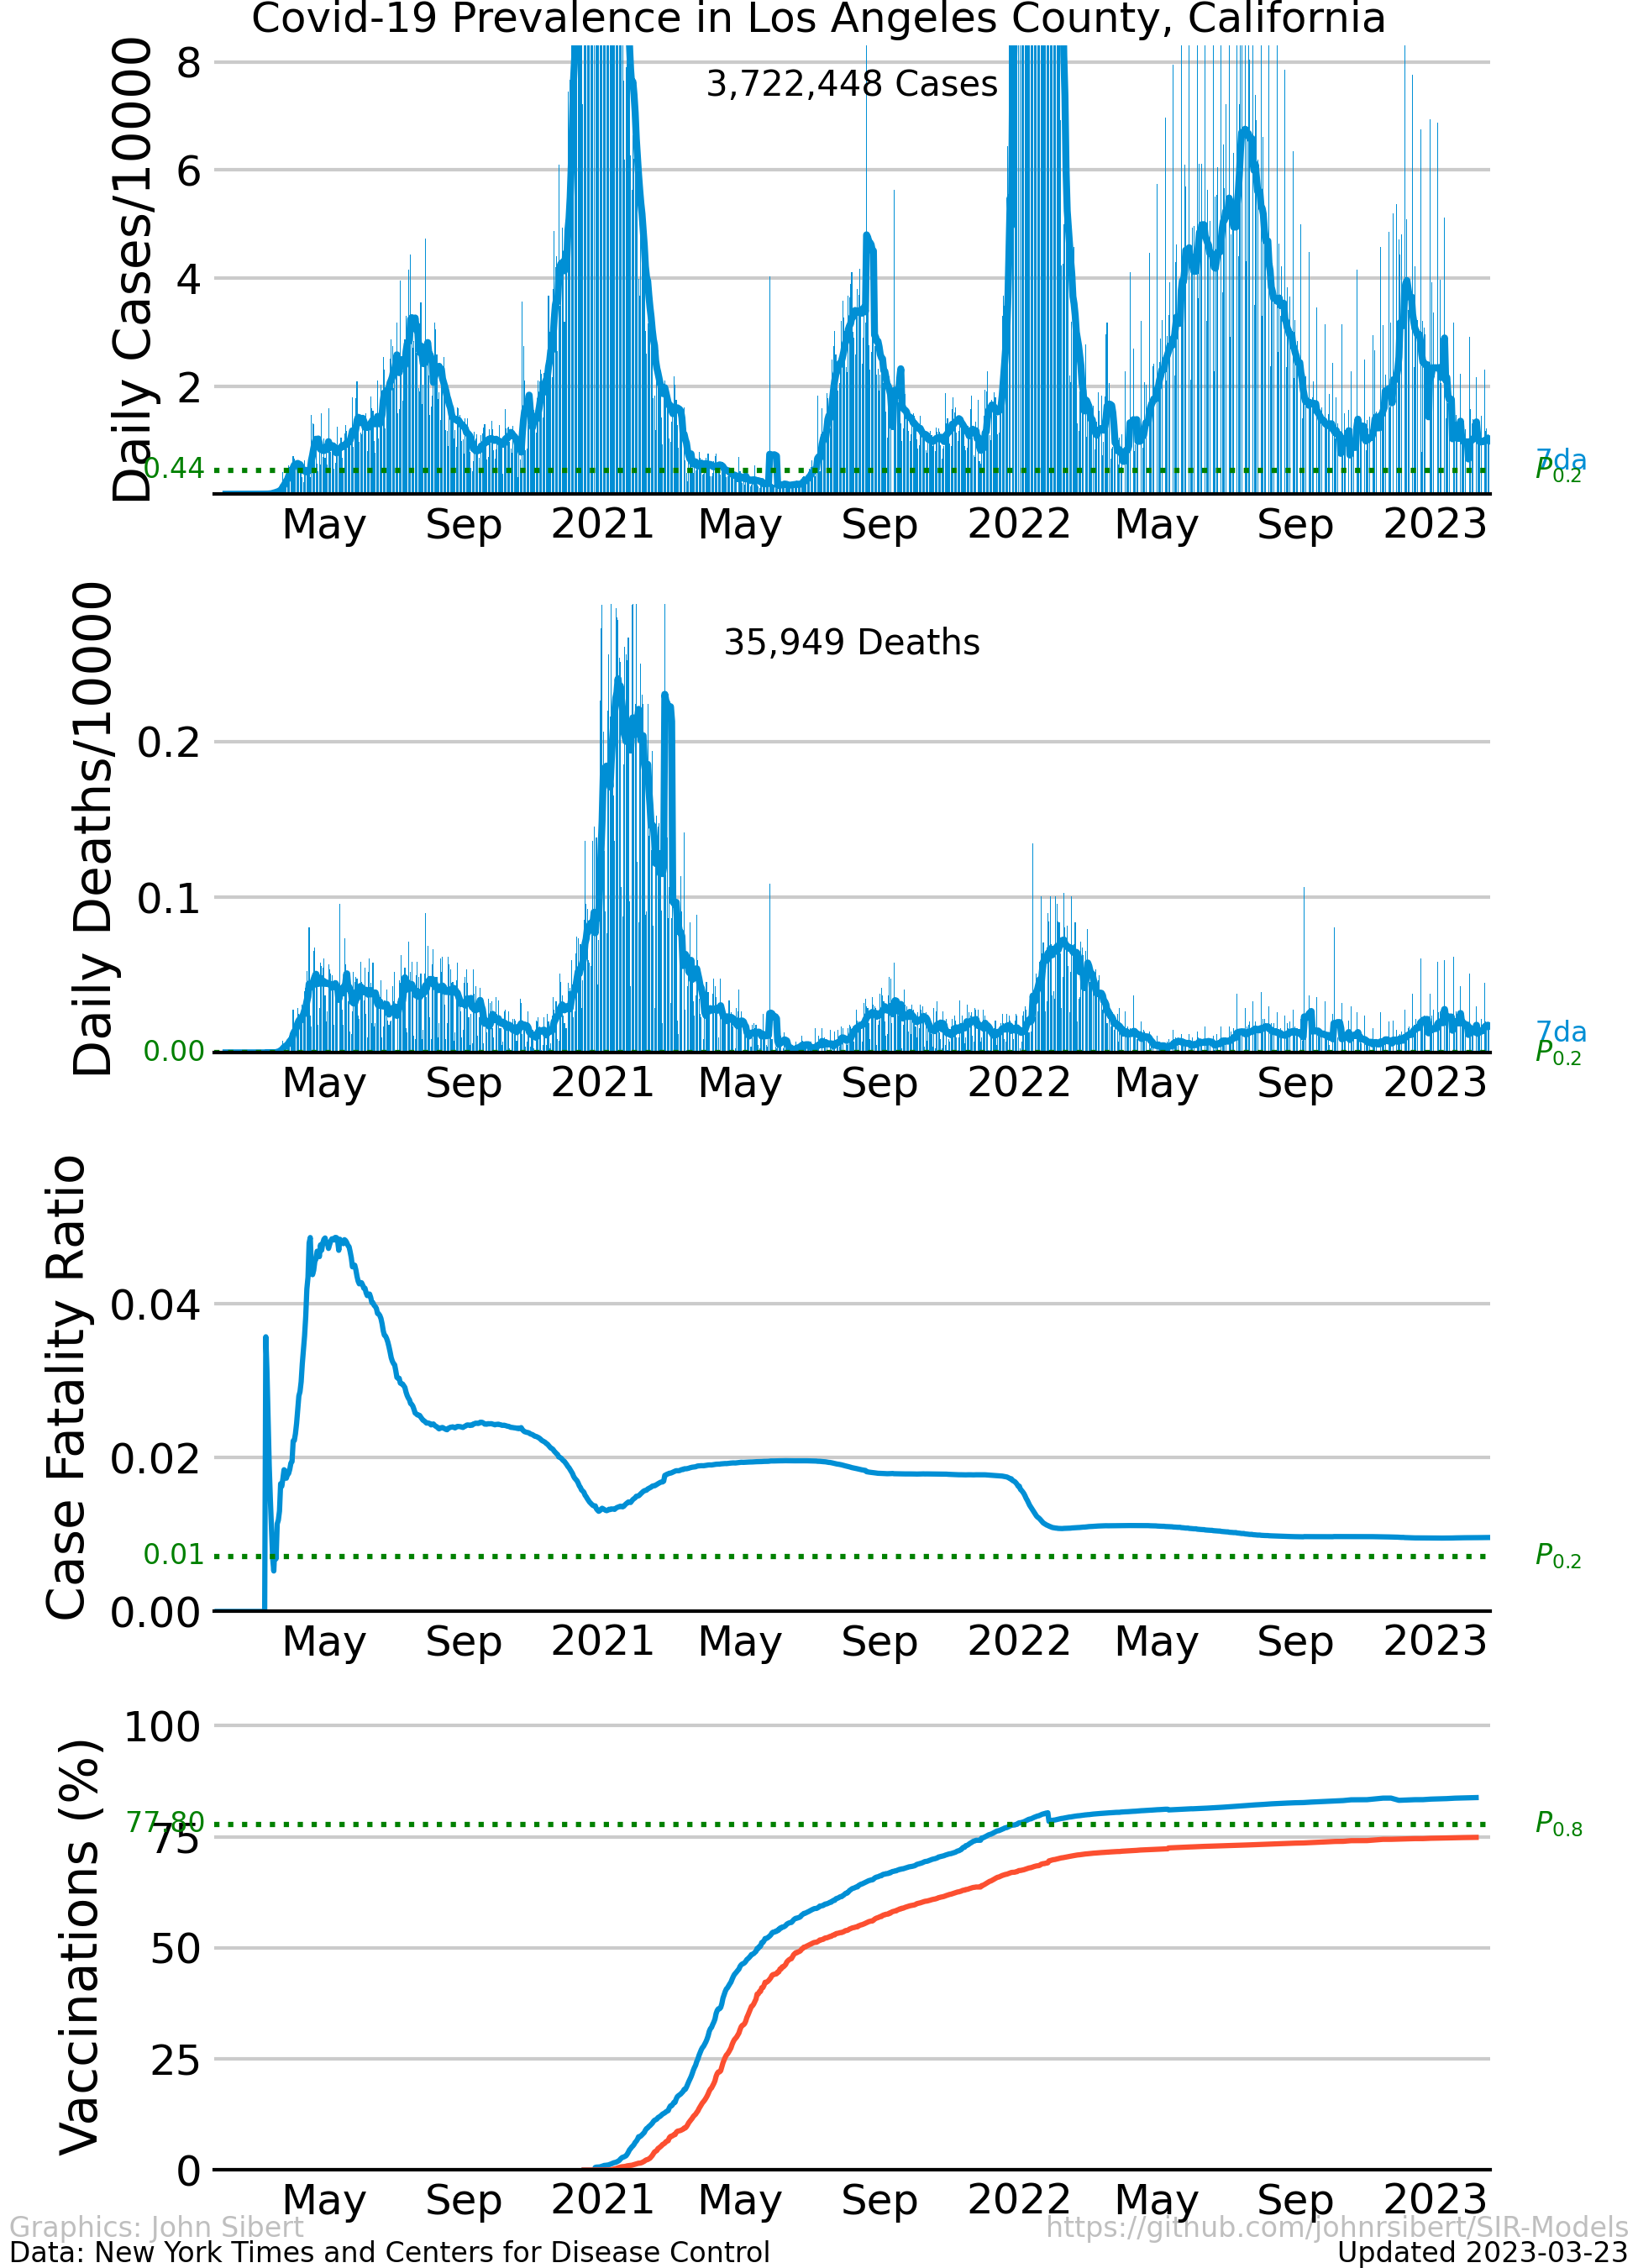 Covid-19 Prevalence in Los Angeles County, California
Daily Cases/10000
8
6
4
2
0.44
3,722,448 Cases
7da
P0.2
May Sep 2021 May Sep 2022 May Sep 2023
Daily Deaths/10000
0.2
0.1
0.00
35,949 Deaths
7da
P0.2
May Sep 2021 May Sep 2022 May Sep 2023
Case Fatality Ratio
0.04
0.02
0.01
0.00
P0.2
May Sep 2021 May Sep 2022 May Sep 2023
Vaccinations (%)
100
77.80
75
50
25
0
P0.8
May Sep 2021 May Sep 2022 May Sep 2023
Graphics: John Sibert
https://github.com/johnrsibert/SIR-Models
Data: New York Times and Centers for Disease Control
Updated 2023-03-23